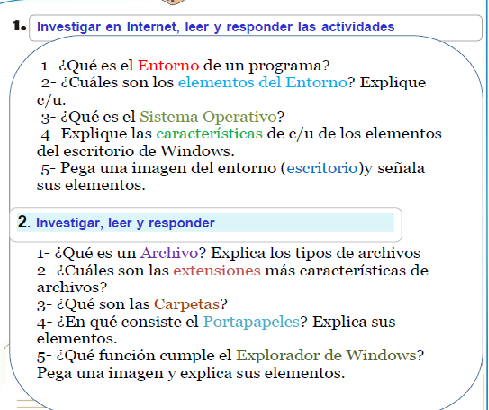 1. Investigar en Internet, leer y responder las actividades
1 ¿Qué es el Entorno de un programa?
2- ¿Cuáles son los elementos del Entorno? Explique
c/u.
3- ¿Qué es el Sistema Operativo?
4 Explique las características de c/u de los elementos
del escritorio de Windows.
5- Pega una imagen del entorno (escritorio)y señala
sus elementos.
2. Investigar, leer y responder
1- ¿Qué es un Archivo? Explica los tipos de archivos
2 ¿Cuáles son las extensiones más características de
archivos?
3- ¿Qué son las Carpetas?
4- ¿En qué consiste el Portapapeles? Explica sus
elementos.
5- ¿Qué función cumple el Explorador de Windows?
Pega una imagen y explica sus elementos.